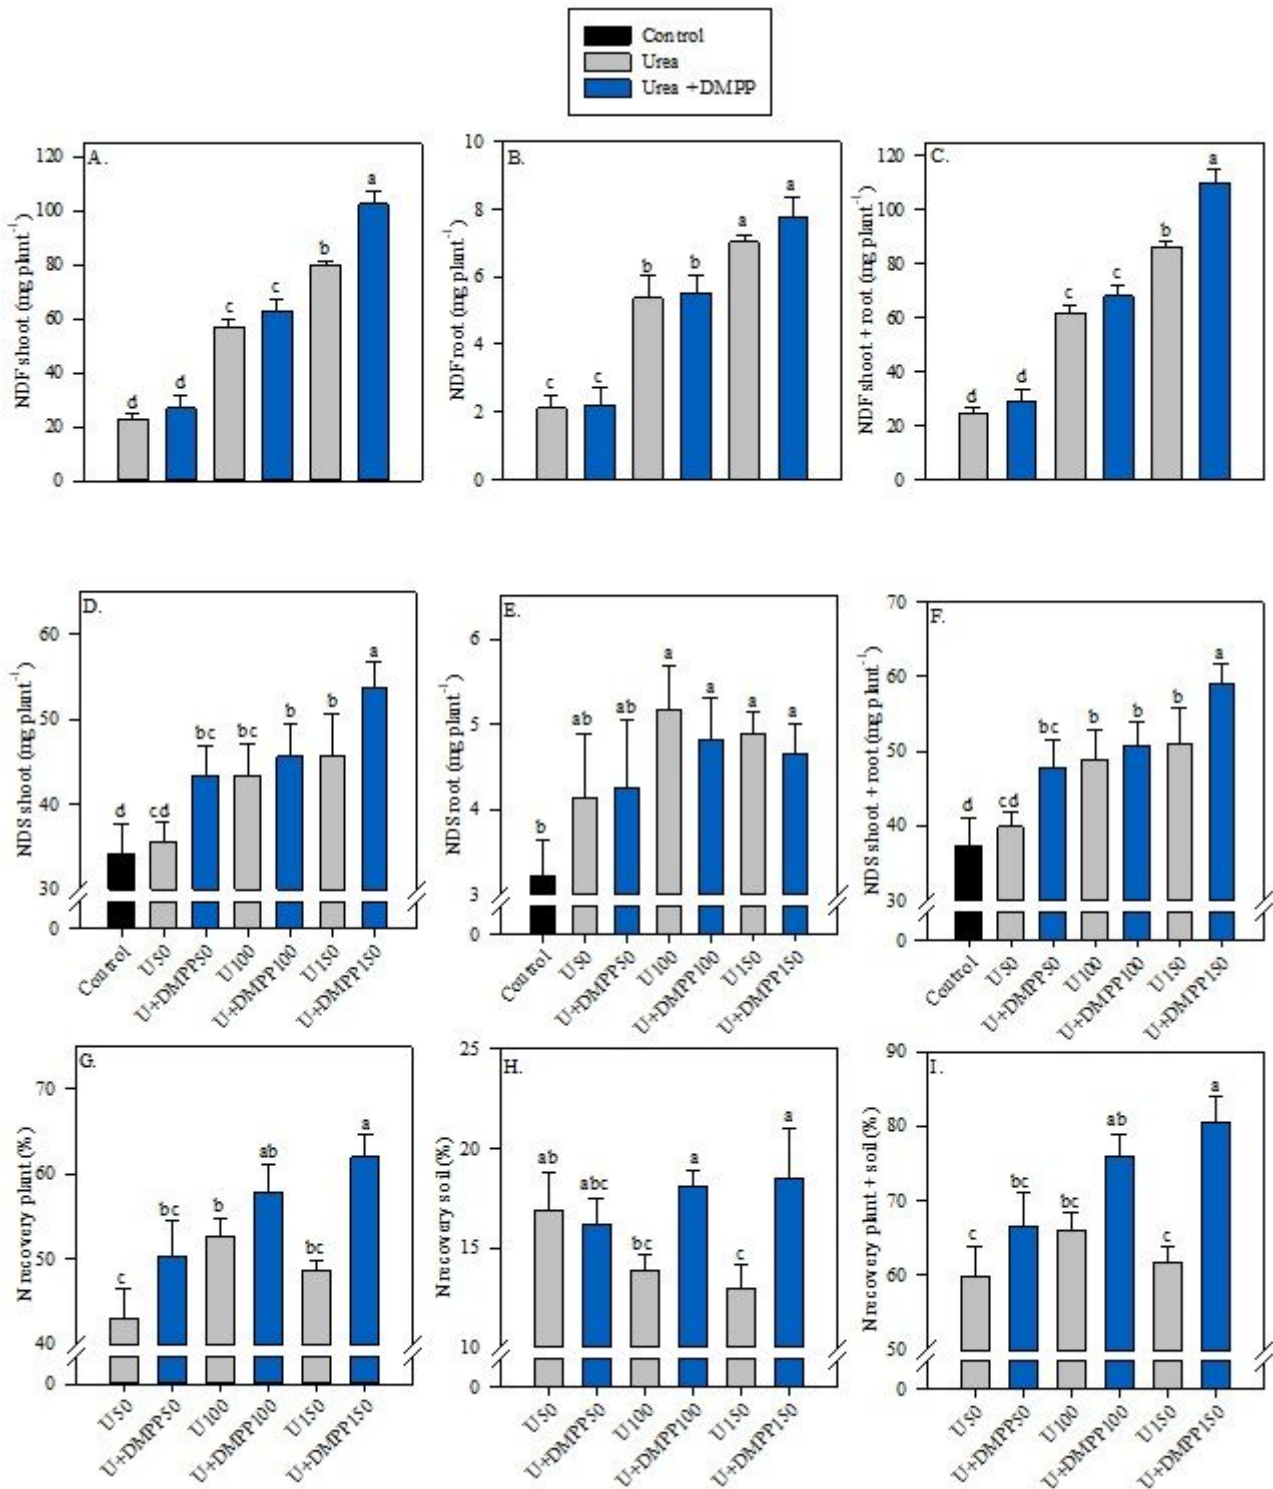 Control
Urea
Urea +DMPP
A.
NDF shoot (mg plant⁻¹)
120
100
80
60
40
20
0
d
d
c
c
b
a
B.
NDF root (mg plant⁻¹)
10
8
6
4
2
0
c
c
b
b
a
a
C.
NDF shoot + root (mg plant⁻¹)
120
100
80
60
40
20
0
d
d
c
c
b
a
D.
NDS shoot (mg plant⁻¹)
60
50
40
30
0
d
cd
bc
bc
b
b
a
Control
U50
U+DMPP50
U100
U+DMPP100
U150
U+DMPP150
E.
NDS root (mg plant⁻¹)
6
5
4
3
0
b
ab
ab
a
a
a
a
Control
U50
U+DMPP50
U100
U+DMPP100
U150
U+DMPP150
F.
NDS shoot + root (mg plant⁻¹)
70
60
50
40
30
0
d
cd
bc
b
b
b
a
Control
U50
U+DMPP50
U100
U+DMPP100
U150
U+DMPP150
G.
N recovery plant (%)
70
60
50
40
0
c
bc
b
ab
bc
a
U50
U+DMPP50
U100
U+DMPP100
U150
U+DMPP150
H.
N recovery soil (%)
25
20
15
10
0
ab
abc
bc
a
c
a
U50
U+DMPP50
U100
U+DMPP100
U150
U+DMPP150
I.
N recovery plant + soil (%)
90
80
70
60
50
0
c
bc
bc
ab
c
a
U50
U+DMPP50
U100
U+DMPP100
U150
U+DMPP150